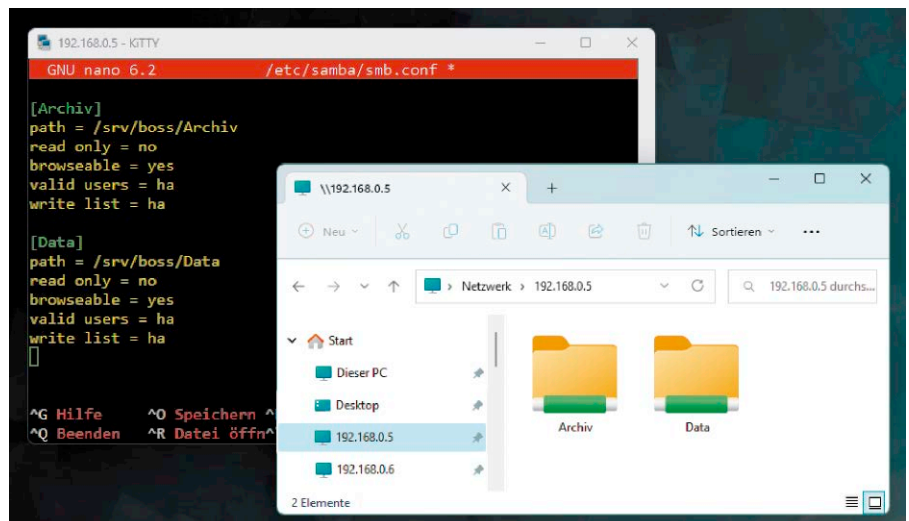 192.168.0.5 - KiTTY
GNU nano 6.2 /etc/samba/smb.conf *
[Archiv]
path = /srv/boss/Archiv
read only = no
browseable = yes
valid users = ha
write list = ha
[Data]
path = /srv/boss/Data
read only = no
browseable = yes
valid users = ha
write list = ha
^G Hilfe ^O Speichern ^
^Q Beenden ^R Datei öffn^
\\192.168.0.5
Neu
Sortieren
Netzwerk > 192.168.0.5
192.168.0.5 durchs...
Start
Dieser PC
Desktop
192.168.0.5
192.168.0.6
Archiv
Data
2 Elemente